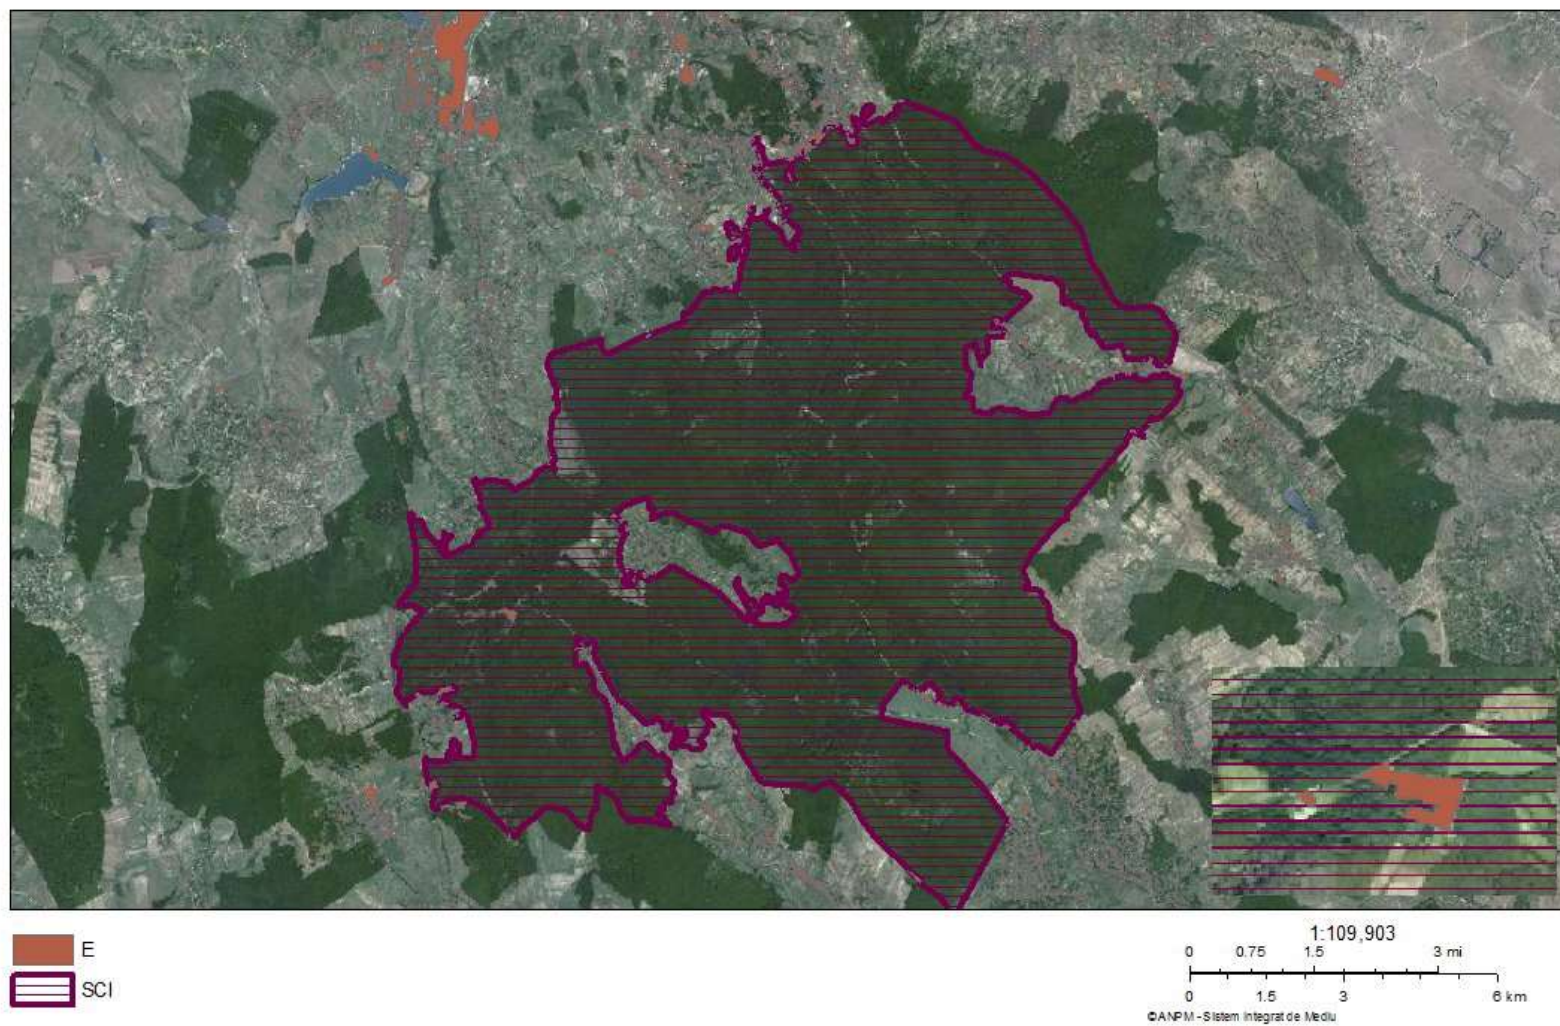 E
SCI
1:109,903
0 0.75 1.5 3 mi
0 1.5 3 6 km
©ANPM - Sistem Integrat de Mediu